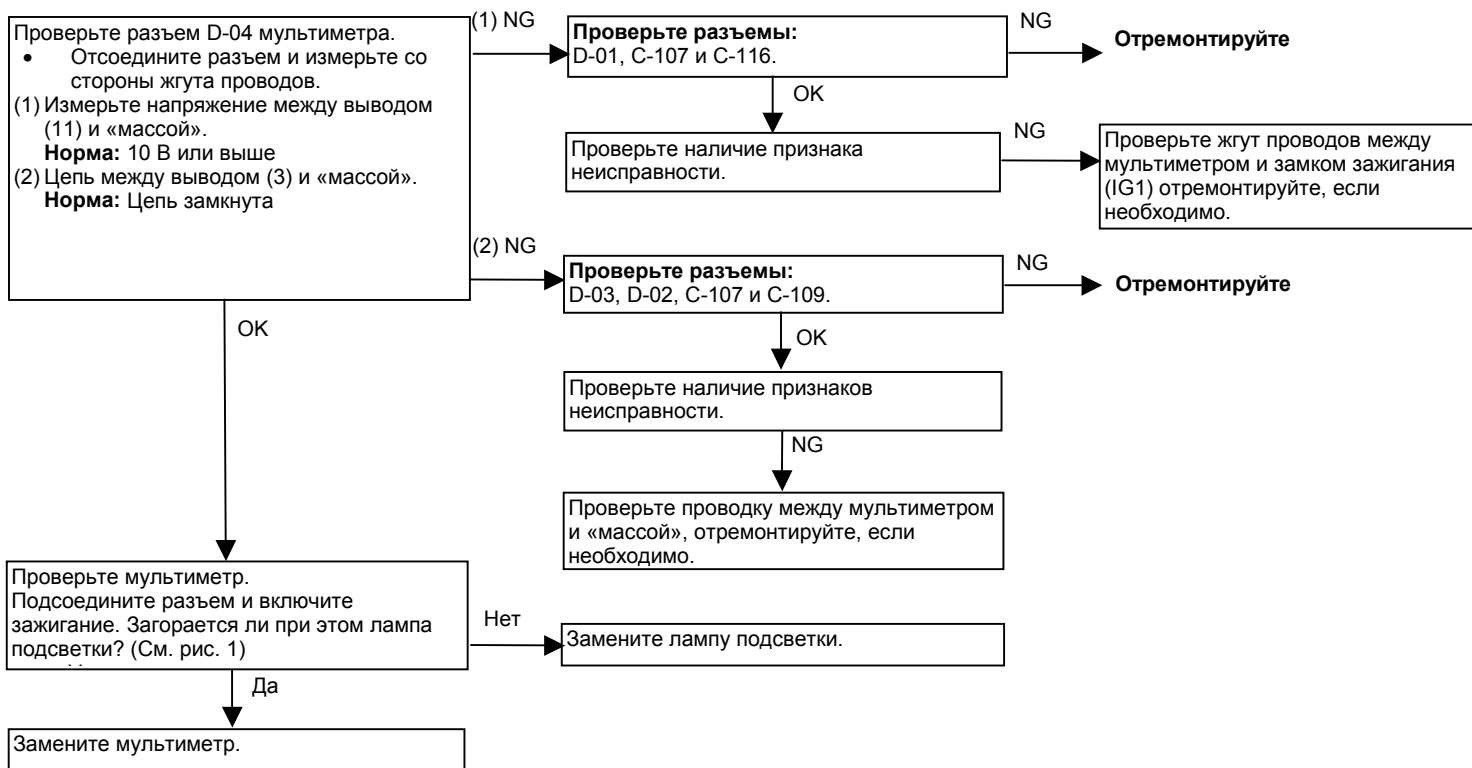 Проверьте разъем D-04 мультиметра.
• Отсоедините разъем и измерьте со
стороны жгута проводов.
(1) Измерьте напряжение между выводом
(11) и «массой».
Норма: 10 В или выше
(2) Цепь между выводом (3) и «массой».
Норма: Цепь замкнута
(1) NG
Проверьте разъемы:
D-01, C-107 и C-116.
NG
Отремонтируйте
OK
Проверьте наличие признака
неисправности.
NG
Проверьте жгут проводов между
мультиметром и замком зажигания
(IG1) отремонтируйте, если
необходимо.
(2) NG
Проверьте разъемы:
D-03, D-02, C-107 и C-109.
NG
Отремонтируйте
OK
Проверьте наличие признаков
неисправности.
NG
Проверьте проводку между мультиметром
и «массой», отремонтируйте, если
необходимо.
OK
Проверьте мультиметр.
Подсоедините разъем и включите
зажигание. Загорается ли при этом лампа
подсветки? (См. рис. 1)
Нет
Замените лампу подсветки.
Да
Замените мультиметр.